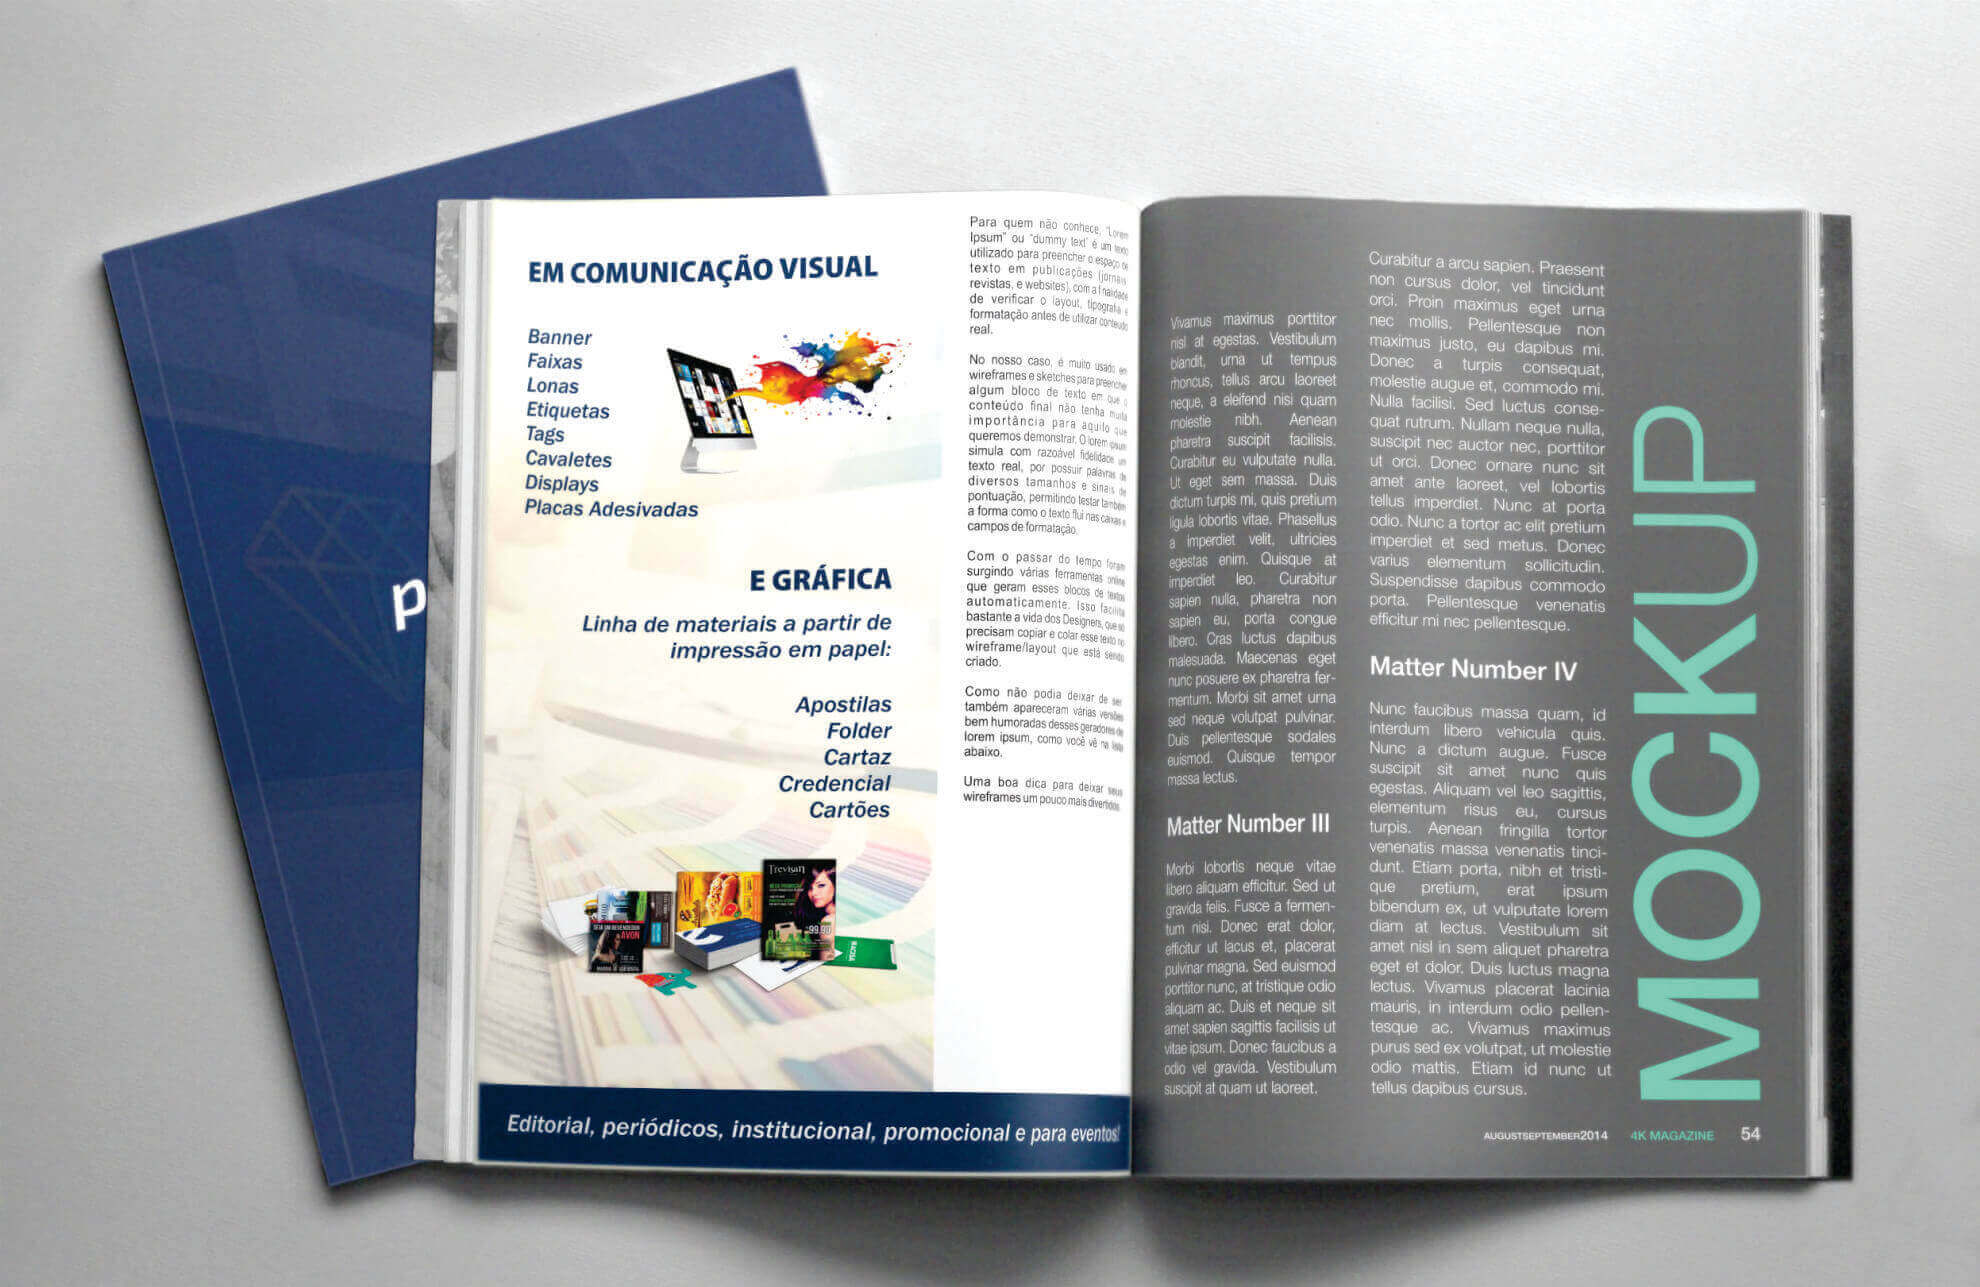 EM COMUNICAÇÃO VISUAL
Banner
Faixas
Lonas
Etiquetas
Tags
Cavaletes
Displays
Placas Adesivadas
E GRÁFICA
Linha de materiais a partir de
impressão em papel:
Apostilas
Folder
Cartaz
Credencial
Cartões
Trevisan
99,90
AVON
Editorial, periódicos, institucional, promocional e para eventos!
Para quem não conhece, "Lorem
Ipsum" ou "dummy text" é um texto
utilizado para preencher o espaço de
texto em publicações (jornais,
revistas, e websites), com a finalidade
de verificar o layout, tipografia e
formatação antes de utilizar conteúdo
real.
No nosso caso, é muito usado em
wireframes e sketches para preencher
algum bloco de texto em que o
conteúdo final não tenha muita
importância para aquilo que
queremos demonstrar. O lorem ipsum
simula com razoável fidelidade um
texto real, por possuir palavras de
diversos tamanhos e sinais de
pontuação, permitindo testar também
a forma como o texto flui nas caixas e
campos de formatação.
Com o passar do tempo foram
surgindo várias ferramentas online
que geram esses blocos de textos
automaticamente. Isso facilita
bastante a vida dos Designers, que só
precisam copiar e colar esse texto no
wireframe/layout que está sendo
criado.
Como não podia deixar de ser
também apareceram várias versões
bem humoradas desses geradores de
lorem ipsum, como você vê na lista
abaixo.
Uma boa dica para deixar seus
wireframes um pouco mais divertidos.
Vivamus maximus porttitor
nisl at egestas. Vestibulum
blandit, urna ut tempus
rhoncus, tellus arcu laoreet
neque, a eleifend nisi quam
molestie nibh. Aenean
pharetra suscipit facilisis.
Curabitur eu vulputate nulla.
Ut eget sem massa. Duis
dictum turpis mi, quis pretium
ligula lobortis vitae. Phasellus
a imperdiet velit, ultricies
egestas enim. Quisque at
imperdiet leo. Curabitur
sapien nulla, pharetra non
sapien eu, porta congue
libero. Cras luctus dapibus
malesuada. Maecenas eget
nunc posuere ex pharetra fer-
mentum. Morbi sit amet urna
sed neque volutpat pulvinar.
Duis pellentesque sodales
euismod. Quisque tempor
massa lectus.
Matter Number III
Morbi lobortis neque vitae
libero aliquam efficitur. Sed ut
gravida felis. Fusce a fermen-
tum nisi. Donec erat dolor,
efficitur ut lacus et, placerat
pulvinar magna. Sed euismod
porttitor nunc, at tristique odio
aliquam ac. Duis et neque sit
amet sapien sagittis facilisis ut
vitae ipsum. Donec faucibus a
odio vel gravida. Vestibulum
suscipit at quam ut laoreet.
Curabitur a arcu sapien. Praesent
non cursus dolor, vel tincidunt
orci. Proin maximus eget urna
nec mollis. Pellentesque non
maximus justo, eu dapibus mi.
Donec a turpis consequat,
molestie augue et, commodo mi.
Nulla facilisi. Sed luctus conse-
quat rutrum. Nullam neque nulla,
suscipit nec auctor nec, porttitor
ut orci. Donec ornare nunc sit
amet ante laoreet, vel lobortis
tellus imperdiet. Nunc at porta
odio. Nunc a tortor ac elit pretium
imperdiet et sed metus. Donec
varius elementum sollicitudin.
Suspendisse dapibus commodo
porta. Pellentesque venenatis
efficitur mi nec pellentesque.
Matter Number IV
Nunc faucibus massa quam, id
interdum libero vehicula quis.
Nunc a dictum augue. Fusce
suscipit sit amet nunc quis
egestas. Aliquam vel leo sagittis,
elementum risus eu, cursus
turpis. Aenean fringilla tortor
venenatis massa venenatis tinci-
dunt. Etiam porta, nibh et tristi-
que pretium, erat ipsum
bibendum ex, ut vulputate lorem
diam at lectus. Vestibulum sit
amet nisl in sem aliquet pharetra
eget et dolor. Duis luctus magna
lectus. Vivamus placerat lacinia
mauris, in interdum odio pellen-
tesque ac. Vivamus maximus
purus sed ex volutpat, ut molestie
odio mattis. Etiam id nunc ut
tellus dapibus cursus.
MOCKUP
AUGUSTSEPTEMBER2014 4K MAGAZINE 54
p